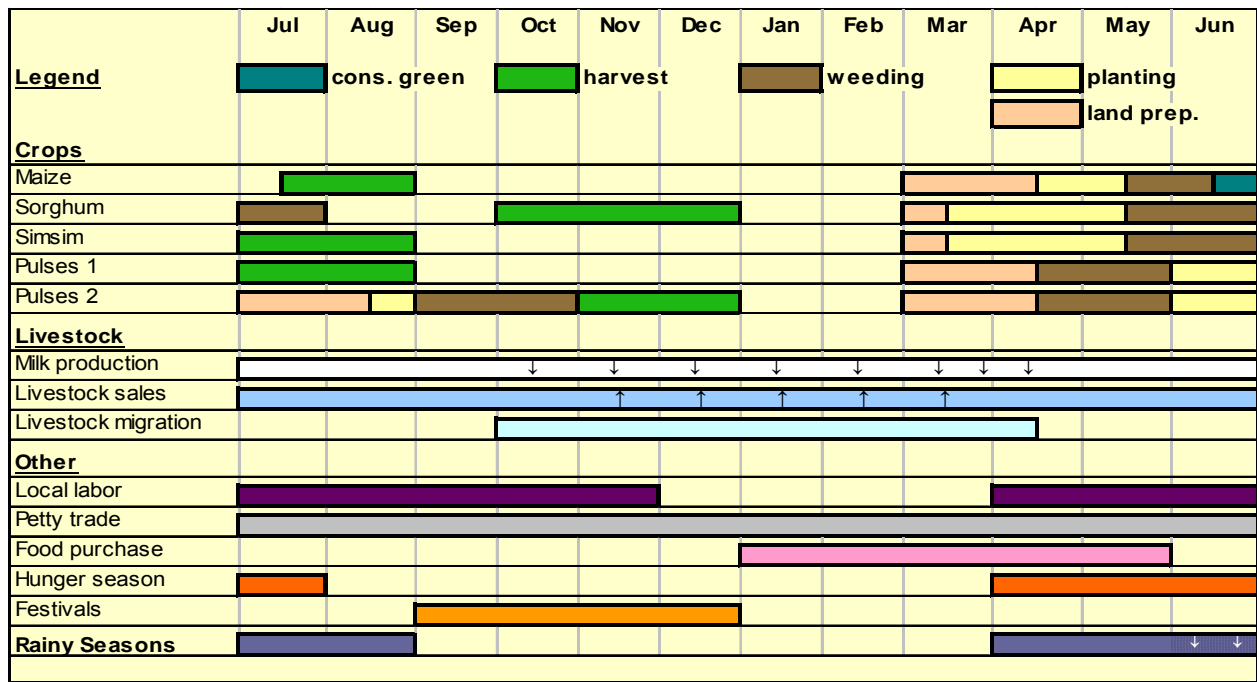 Jul Aug Sep Oct Nov Dec Jan Feb Mar Apr May Jun
Legend cons. green harvest weeding planting
land prep.
Crops
Maize
Sorghum
Simsim
Pulses 1
Pulses 2
Livestock
Milk production ↓ ↓ ↓ ↓ ↓ ↓ ↓ ↓
Livestock sales ↑ ↑ ↑ ↑ ↑
Livestock migration
Other
Local labor
Petty trade
Food purchase
Hunger season
Festivals
Rainy Seasons ↓ ↓